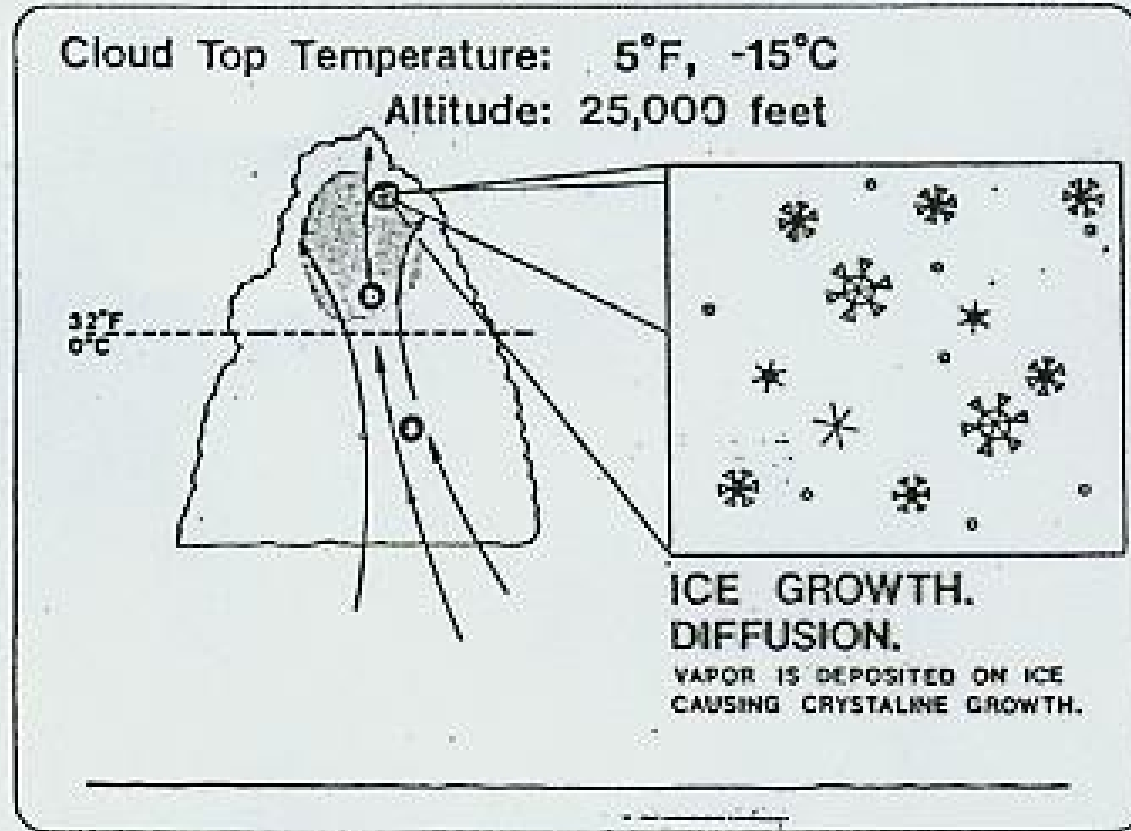 Cloud Top Temperature: 5°F, -15°C
Altitude: 25,000 feet
32°F
0°C
ICE GROWTH.
DIFFUSION.
VAPOR IS DEPOSITED ON ICE
CAUSING CRYSTALINE GROWTH.